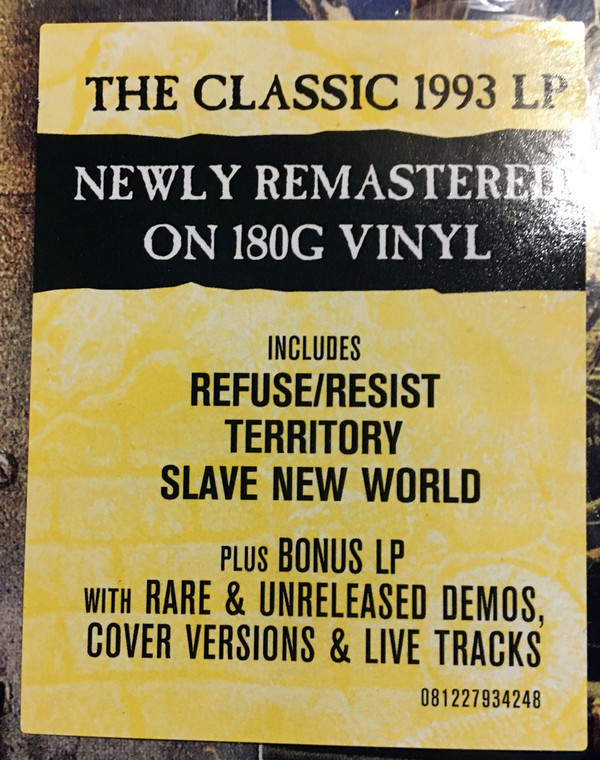 THE CLASSIC 1993 LP
NEWLY REMASTERED
ON 180G VINYL
INCLUDES
REFUSE/RESIST
TERRITORY
SLAVE NEW WORLD
PLUS BONUS LP
WITH RARE & UNRELEASED DEMOS,
COVER VERSIONS & LIVE TRACKS
081227934248